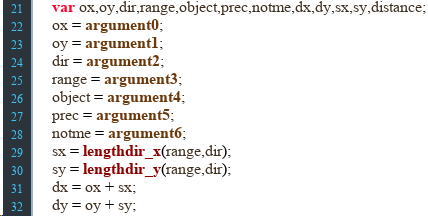 21 var ox,oy,dir,range,object,prec,notme,dx,dy,sx,sy,distance;
22 ox = argument0;
23 oy = argument1;
24 dir = argument2;
25 range = argument3;
26 object = argument4;
27 prec = argument5;
28 notme = argument6;
29 sx = lengthdir_x(range,dir);
30 sy = lengthdir_y(range,dir);
31 dx = ox + sx;
32 dy = oy + sy;